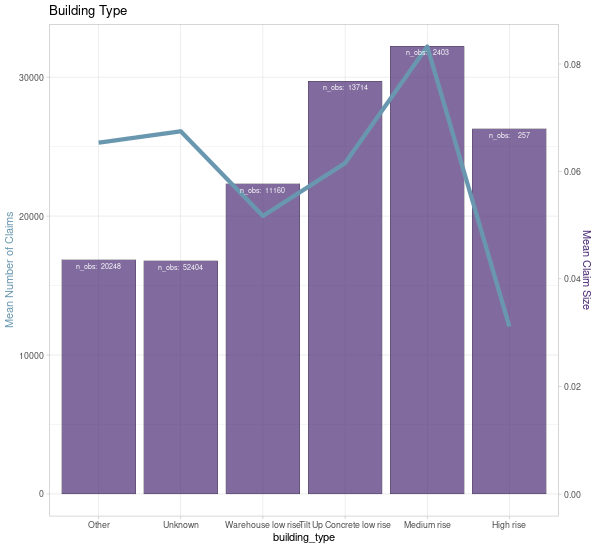 Building Type
Mean Number of Claims
30000
20000
10000
0
n_obs: 20248
n_obs: 52404
n_obs: 11160
n_obs: 13714
n_obs: 2403
n_obs: 257
0.08
0.06
0.04
0.02
0.00
Mean Claim Size
Other
Unknown
Warehouse low rise
Tilt Up Concrete low rise
Medium rise
High rise
building_type